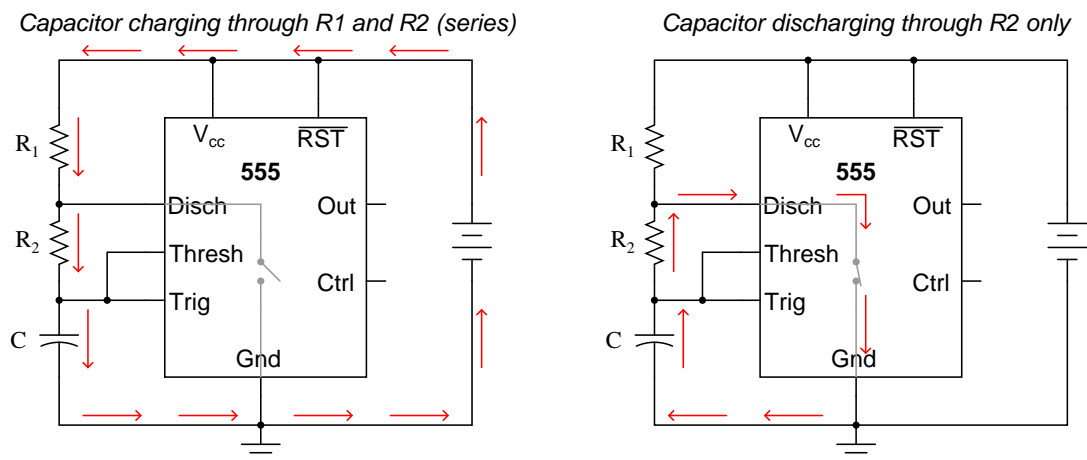 Capacitor charging through R1 and R2 (series)
Capacitor discharging through R2 only
R1
Vcc
RST
555
Disch
Out
R2
Thresh
Ctrl
Trig
C
Gnd
R1
Vcc
RST
555
Disch
Out
R2
Thresh
Ctrl
Trig
C
Gnd